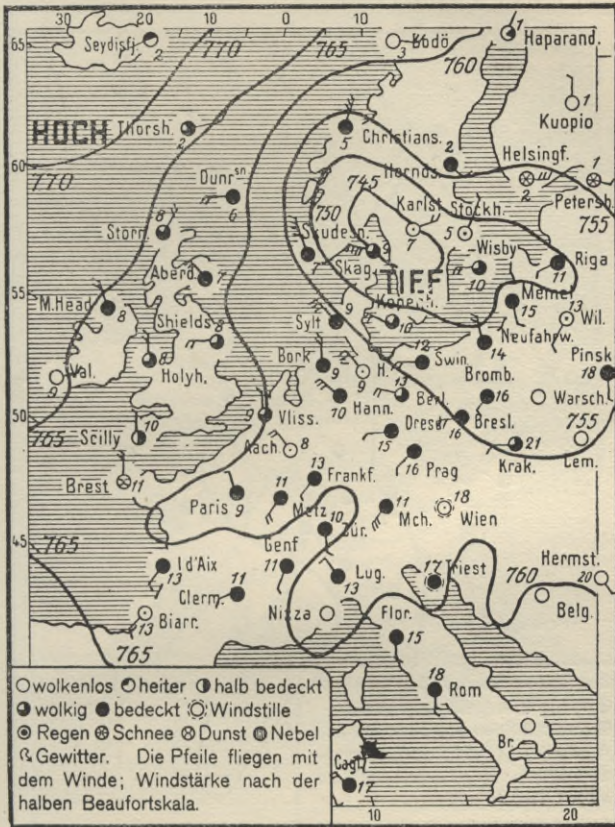 30 20 10 0 10
65 Seydisfj. 2 770 765 Bodö 3 1 Haparand.
760
1 Kuopio
HOCH Thorsh. 2 5 Christians. 2 Helsingf. 1
60 Hernös. 2 Petersb.
770 Dunr.sn 6 745 Karlst. 7 Stockh. 5 755
Storn. 8 750 Skudesn. 7 9 Wisby 10 Riga 11
Aberd. 7 Skag. TIEF
55 M.Head 8 Kopenh. 10 Memel 15 13 Wil.
Shields 8 Sylt 9 Neufahrw. 14
Val. 9 Holyh. 8 Bork. 9 H. 9 12 Swin. Pinsk 18
10 Hann. 13 Berl. Bromb. 16 Warsch.
50 Scilly 10 9 Vliss. Dresd. 15 16 Bresl. 755
765 Aach. 8 16 Prag Krak. 21 Lem.
Brest 11 Paris 9 11 Metz 13 Frankf. 11 Mch. 18 Wien
10 Zür.
45 765 I d'Aix 13 Genf 11 Lug. 13 17 Triest 760 Hermst. 20
Clerm. 11 Belg.
Biarr. 13 Nizza Flor. 15
765
18 Rom
Br.
Cagl. 17
10 20
wolkenlos heiter halb bedeckt
wolkig bedeckt Windstille
Regen Schnee Dunst Nebel
Gewitter. Die Pfeile fliegen mit
dem Winde; Windstärke nach der
halben Beaufortskala.